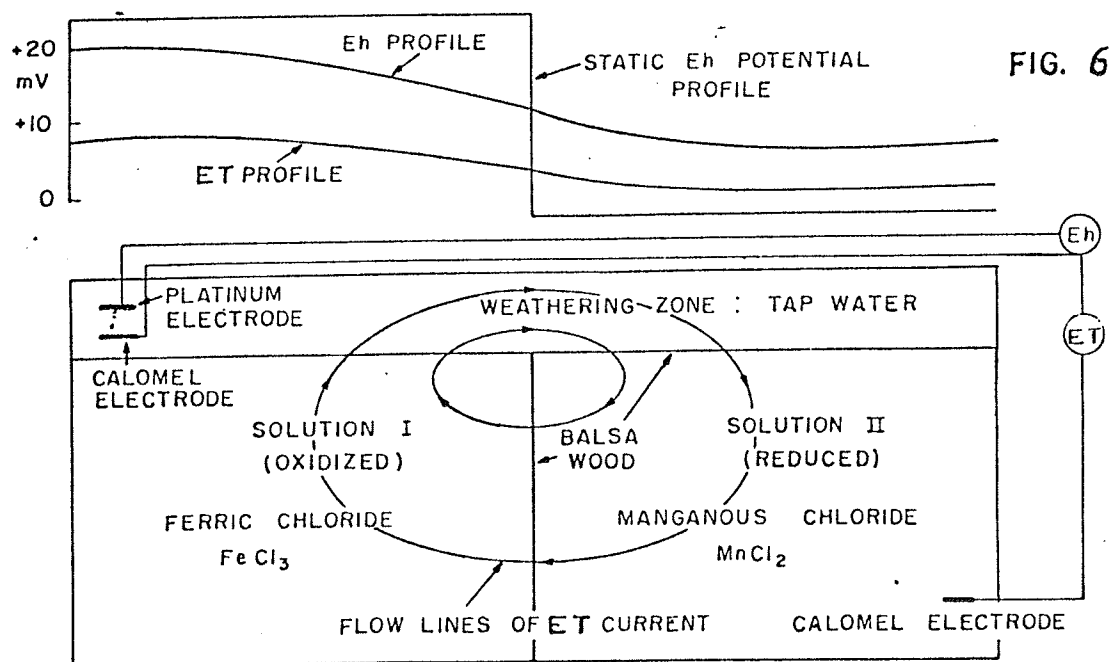 +20
mV
+10
0
Eh PROFILE
ET PROFILE
STATIC Eh POTENTIAL
PROFILE
FIG. 6
Eh
ET
PLATINUM
ELECTRODE
CALOMEL
ELECTRODE
WEATHERING ZONE : TAP WATER
SOLUTION I
(OXIDIZED)
BALSA
WOOD
SOLUTION II
(REDUCED)
FERRIC CHLORIDE
FeCl3
MANGANOUS CHLORIDE
MnCl2
FLOW LINES OF ET CURRENT
CALOMEL ELECTRODE